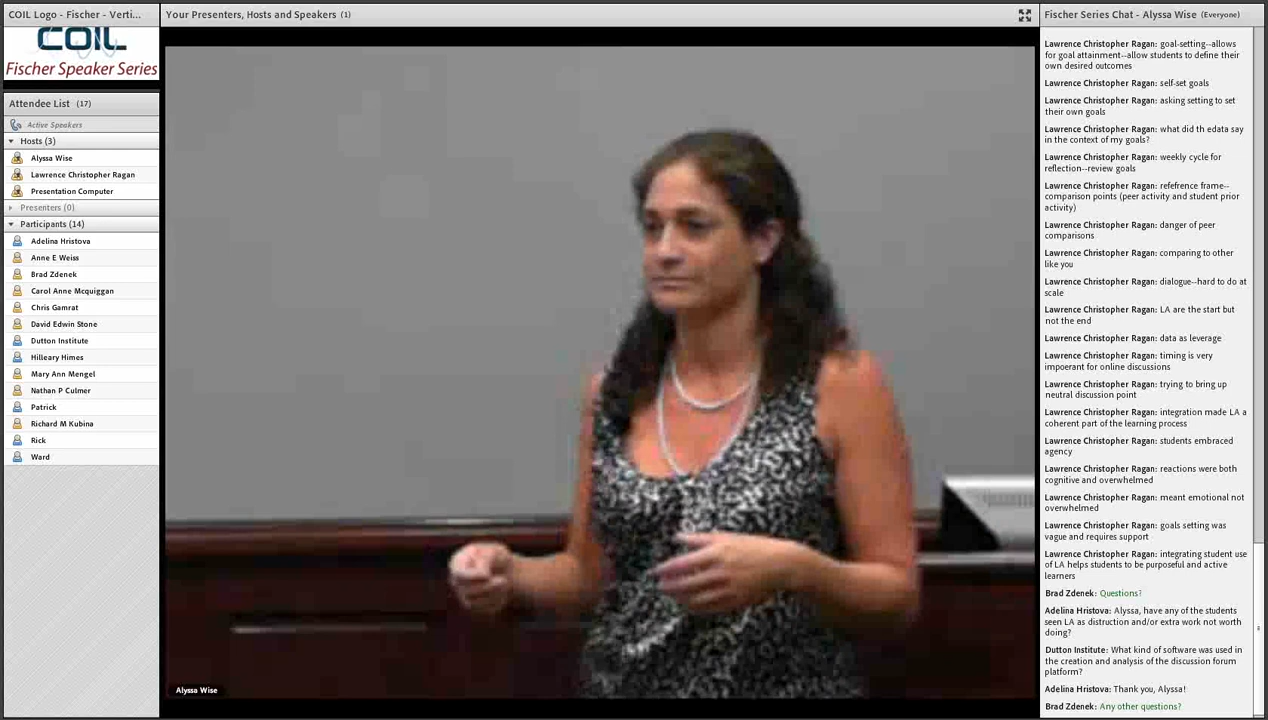 COIL Logo - Fischer - Verti...
COIL
Fischer Speaker Series
Attendee List (17)
Active Speakers
Hosts (3)
Alyssa Wise
Lawrence Christopher Ragan
Presentation Computer
Presenters (0)
Participants (14)
Adelina Hristova
Anne E Weiss
Brad Zdenek
Carol Anne Mcquiggan
Chris Gamrat
David Edwin Stone
Dutton Institute
Hilleary Himes
Mary Ann Mengel
Nathan P Culmer
Patrick
Richard M Kubina
Rick
Ward
Your Presenters, Hosts and Speakers (1)
Alyssa Wise
Fischer Series Chat - Alyssa Wise (Everyone)
Lawrence Christopher Ragan: goal-setting--allows
for goal attainment--allow students to define their
own desired outcomes
Lawrence Christopher Ragan: self-set goals
Lawrence Christopher Ragan: asking setting to set
their own goals
Lawrence Christopher Ragan: what did th edata say
in the context of my goals?
Lawrence Christopher Ragan: weekly cycle for
reflection--review goals
Lawrence Christopher Ragan: refefrence frame--
comparison points (peer activity and student prior
activity)
Lawrence Christopher Ragan: danger of peer
comparisons
Lawrence Christopher Ragan: comparing to other
like you
Lawrence Christopher Ragan: dialogue--hard to do at
scale
Lawrence Christopher Ragan: LA are the start but
not the end
Lawrence Christopher Ragan: data as leverage
Lawrence Christopher Ragan: timing is very
impoerant for online discussions
Lawrence Christopher Ragan: trying to bring up
neutral discussion point
Lawrence Christopher Ragan: integration made LA a
coherent part of the learning process
Lawrence Christopher Ragan: students embraced
agency
Lawrence Christopher Ragan: reactions were both
cognitive and overwhelmed
Lawrence Christopher Ragan: meant emotional not
overwhelmed
Lawrence Christopher Ragan: goals setting was
vague and requires support
Lawrence Christopher Ragan: integrating student use
of LA helps students to be purposeful and active
learners
Brad Zdenek: Questions?
Adelina Hristova: Alyssa, have any of the students
seen LA as distruction and/or extra work not worth
doing?
Dutton Institute: What kind of software was used in
the creation and analysis of the discussion forum
platform?
Adelina Hristova: Thank you, Alyssa!
Brad Zdenek: Any other questions?